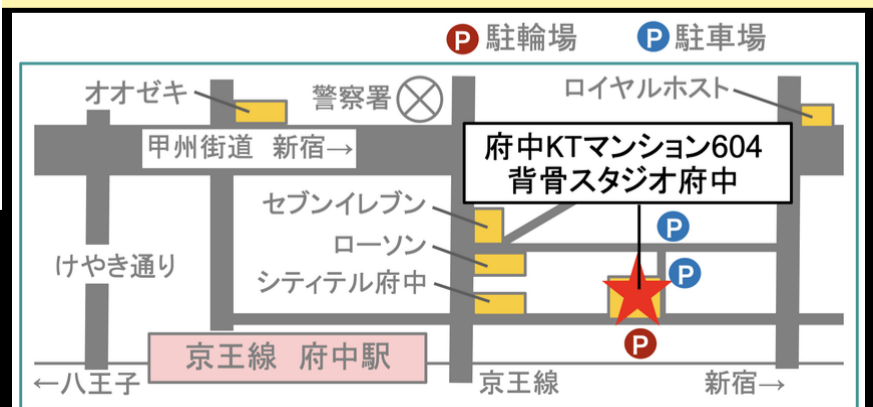 P 駐輪場 P 駐車場
オオゼキ
警察署
ロイヤルホスト
甲州街道 新宿→
府中KTマンション604
背骨スタジオ府中
セブンイレブン
P
ローソン
けやき通り
シティテル府中
P
京王線 府中駅
P
←八王子
京王線
新宿→